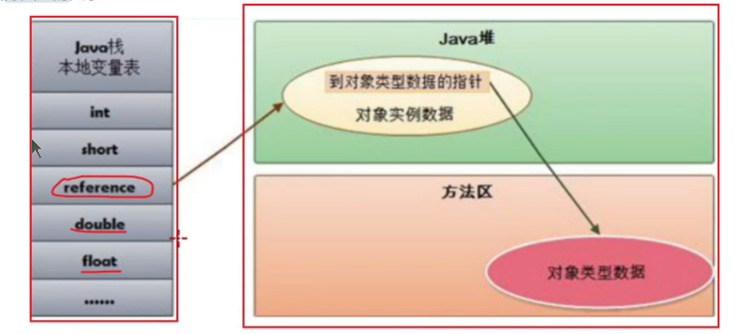 Java栈
本地变量表
int
short
reference
double
float
······
Java堆
到对象类型数据的指针
对象实例数据
方法区
对象类型数据